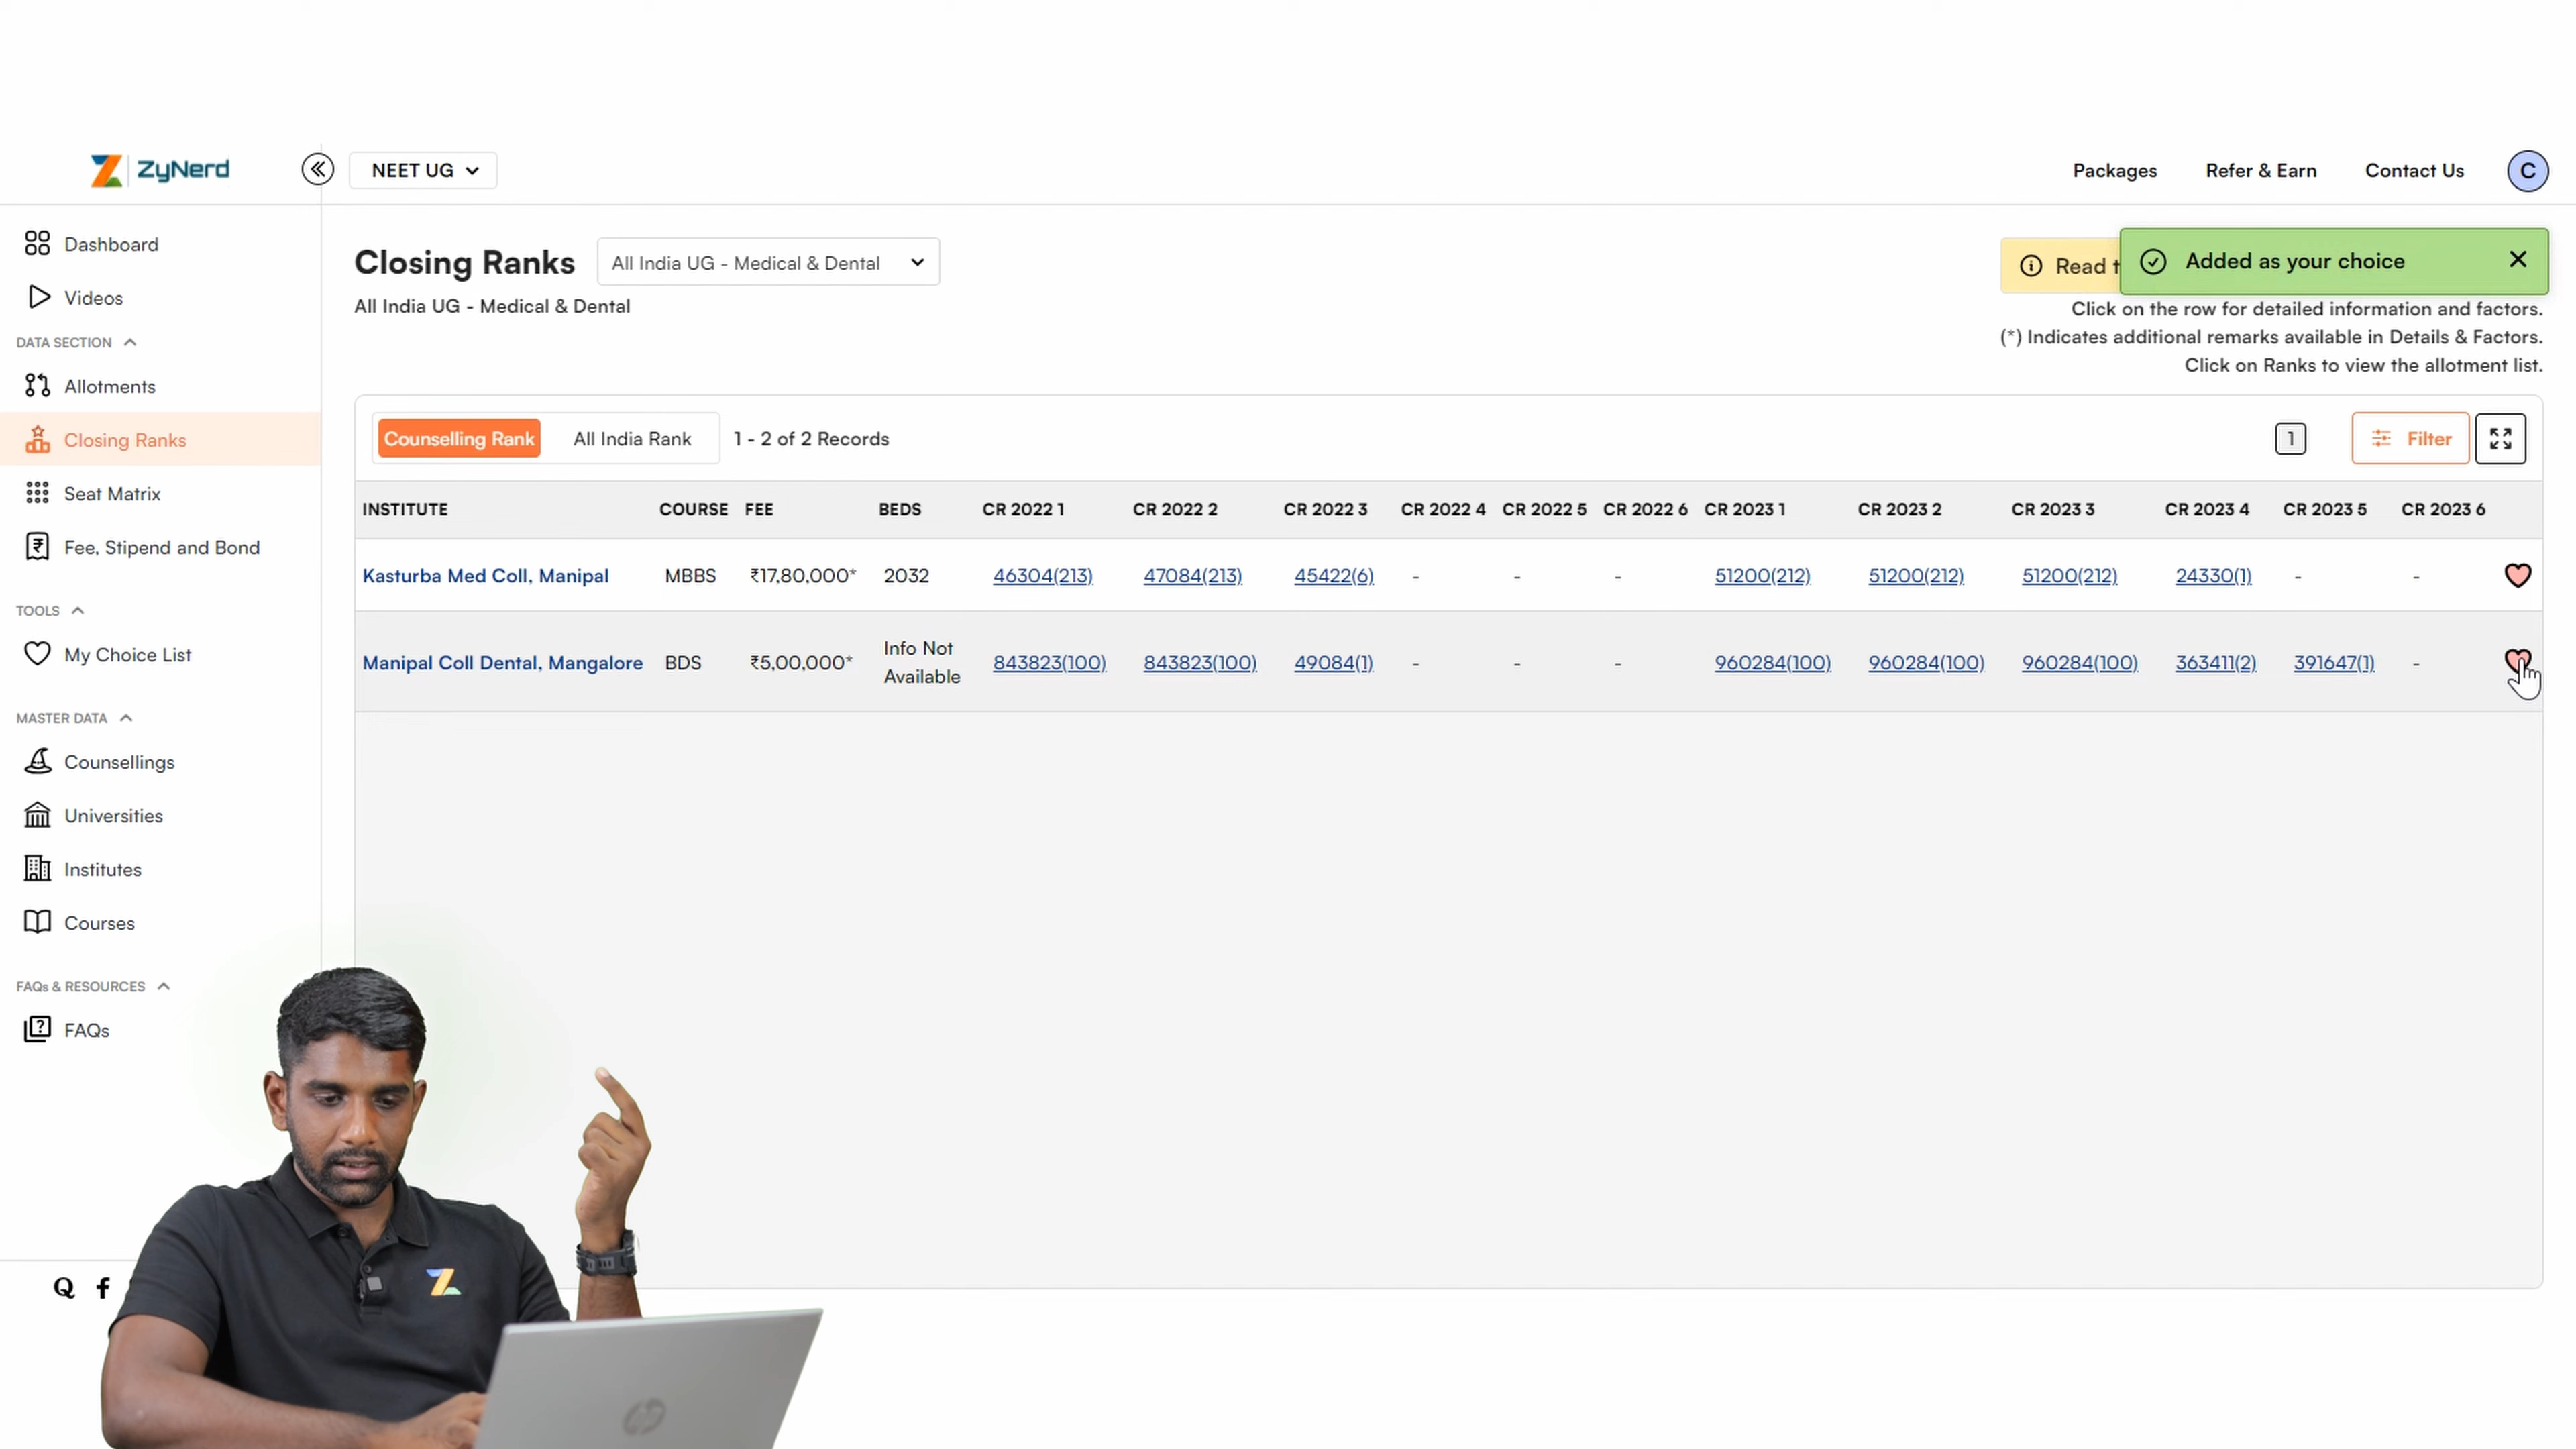 ZyNerd
NEET UG
Packages
Refer & Earn
Contact Us
C
Dashboard
Videos
DATA SECTION
Allotments
Closing Ranks
Seat Matrix
Fee, Stipend and Bond
TOOLS
My Choice List
MASTER DATA
Counsellings
Universities
Institutes
Courses
FAQs & RESOURCES
FAQs
Closing Ranks
All India UG - Medical & Dental
All India UG - Medical & Dental
Read
Added as your choice
Click on the row for detailed information and factors.
(*) Indicates additional remarks available in Details & Factors.
Click on Ranks to view the allotment list.
Counselling Rank All India Rank 1 - 2 of 2 Records 1 Filter
INSTITUTE COURSE FEE BEDS CR 2022 1 CR 2022 2 CR 2022 3 CR 2022 4 CR 2022 5 CR 2022 6 CR 2023 1 CR 2023 2 CR 2023 3 CR 2023 4 CR 2023 5 CR 2023 6
Kasturba Med Coll, Manipal MBBS ₹17,80,000* 2032 46304(213) 47084(213) 45422(6) - - - 51200(212) 51200(212) 51200(212) 24330(1) - -
Manipal Coll Dental, Mangalore BDS ₹5,00,000* Info Not Available 843823(100) 843823(100) 49084(1) - - - 960284(100) 960284(100) 960284(100) 363411(2) 391647(1) -
hp